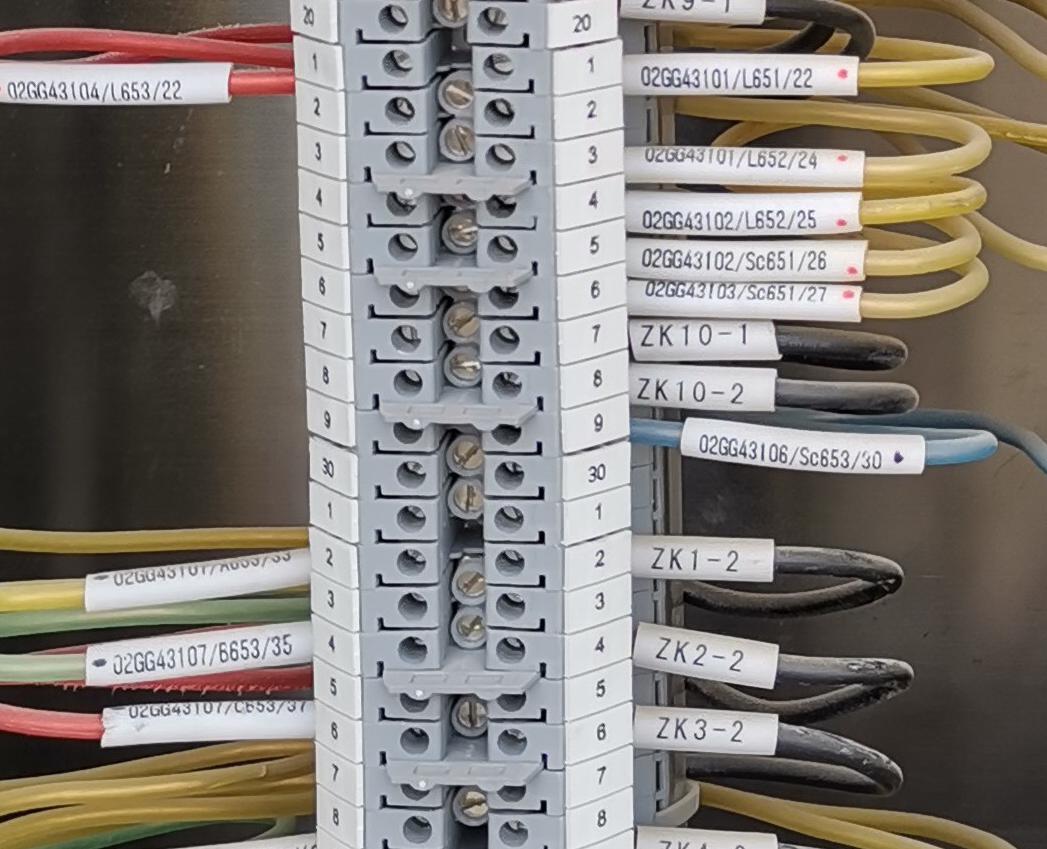 20
1
2
3
4
5
6
7
8
9
30
1
2
3
4
5
6
7
8
02GG43104/L653/22
02GG43107/B653/35
20
1
2
3
4
5
6
7
8
9
30
1
2
3
4
5
6
7
8
ZK9-1
02GG43101/L651/22
02GG43101/L652/24
02GG43102/L652/25
02GG43102/Sc651/26
02GG43103/Sc651/27
ZK10-1
ZK10-2
02GG43106/Sc653/30
ZK1-2
ZK2-2
ZK3-2